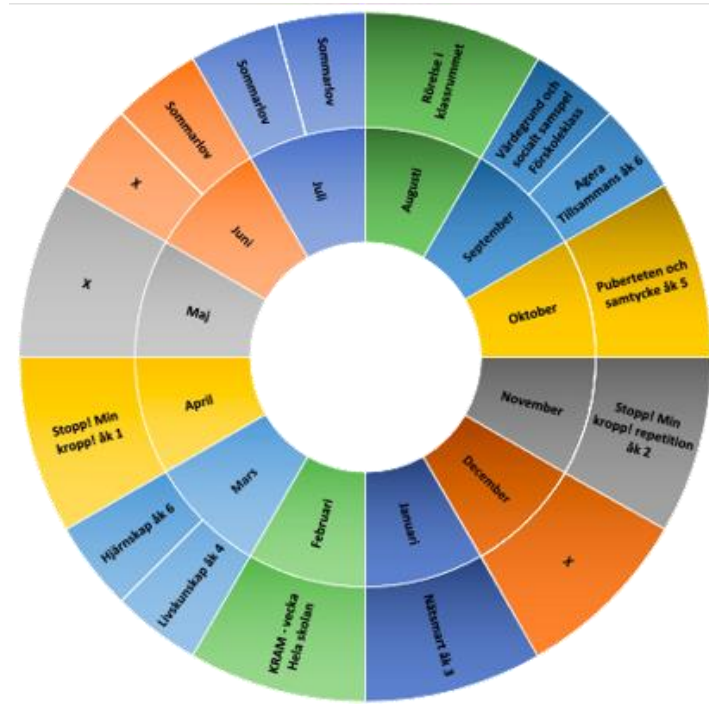 Rörelse i
klassrummet
Augusti
Värdegrund och
socialt samspel
Förskoleklass
Agera
Tillsammans åk 6
September
Puberteten och
samtycke åk 5
Oktober
Stopp! Min
kropp! repetition
åk 2
November
X
December
Nätsmart åk 3
Januari
KRAM - vecka
Hela skolan
Februari
Livskunskap åk 4
Hjärnskap åk 6
Mars
Stopp! Min
kropp! åk 1
April
X
Maj
X
Sommarlov
Juni
Sommarlov
Sommarlov
Juli